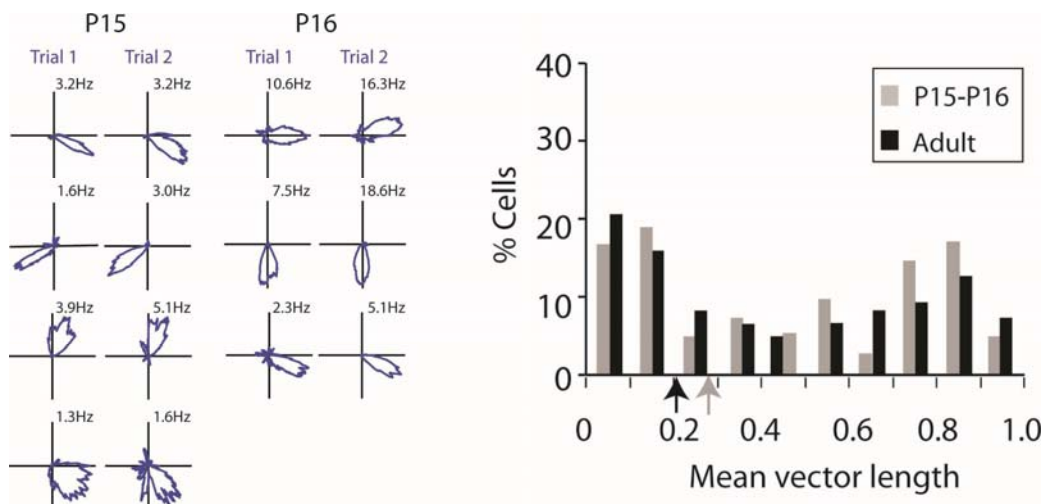 P15 P16
Trial 1 Trial 2 Trial 1 Trial 2
3.2Hz 3.2Hz 10.6Hz 16.3Hz
1.6Hz 3.0Hz 7.5Hz 18.6Hz
3.9Hz 5.1Hz 2.3Hz 5.1Hz
1.3Hz 1.6Hz
% Cells
40
30
20
10
0
P15-P16
Adult
0 0.2 0.4 0.6 0.8 1.0
Mean vector length